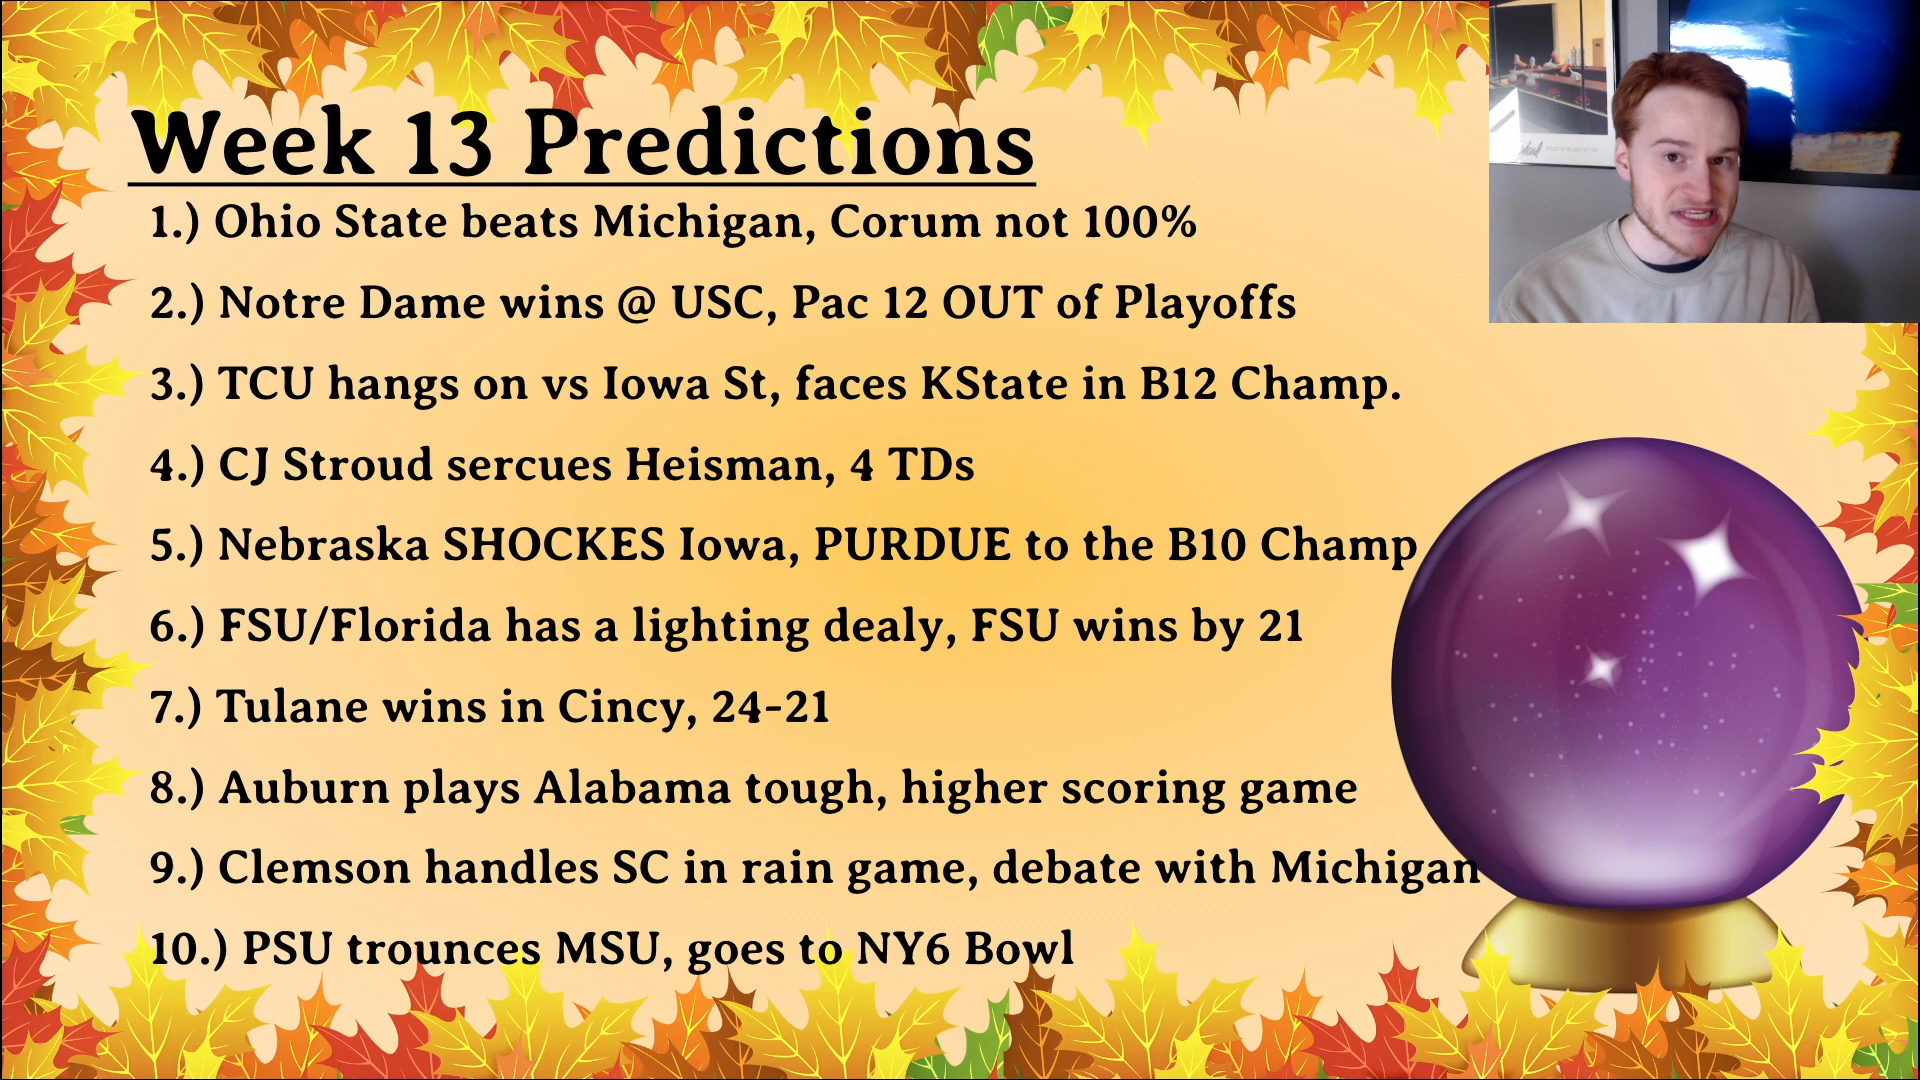 Week 13 Predictions
1.) Ohio State beats Michigan, Corum not 100%
2.) Notre Dame wins @ USC, Pac 12 OUT of Playoffs
3.) TCU hangs on vs Iowa St, faces KState in B12 Champ.
4.) CJ Stroud sercues Heisman, 4 TDs
5.) Nebraska SHOCKES Iowa, PURDUE to the B10 Champ
6.) FSU/Florida has a lighting dealy, FSU wins by 21
7.) Tulane wins in Cincy, 24-21
8.) Auburn plays Alabama tough, higher scoring game
9.) Clemson handles SC in rain game, debate with Michigan
10.) PSU trounces MSU, goes to NY6 Bowl